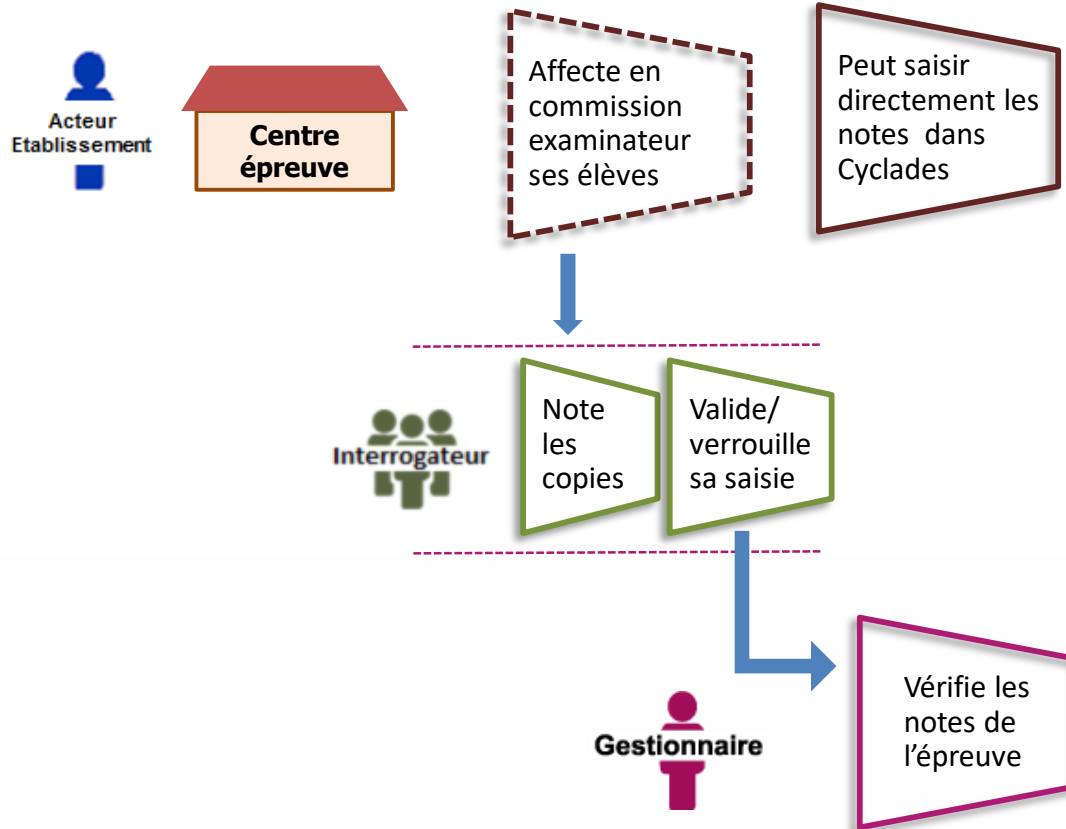 Acteur
Etablissement
Centre
épreuve
Affecte en
commission
examinateur
ses élèves
Peut saisir
directement les
notes dans
Cyclades
Interrogateur
Note
les
copies
Valide/
verrouille
sa saisie
Gestionnaire
Vérifie les
notes de
l’épreuve